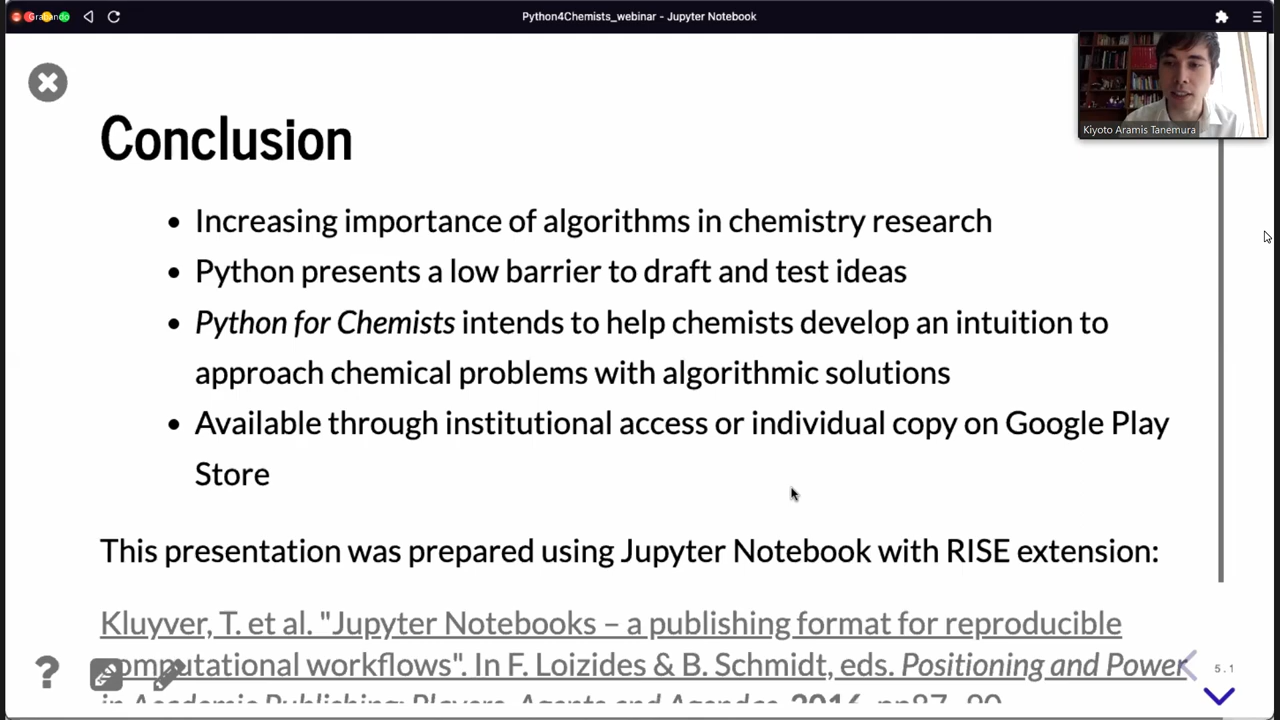 Grabando
Python4Chemists_webinar - Jupyter Notebook
Kiyoto Aramis Tanemura
Conclusion
• Increasing importance of algorithms in chemistry research
• Python presents a low barrier to draft and test ideas
• Python for Chemists intends to help chemists develop an intuition to
approach chemical problems with algorithmic solutions
• Available through institutional access or individual copy on Google Play
Store
This presentation was prepared using Jupyter Notebook with RISE extension:
Kluyver, T. et al. "Jupyter Notebooks – a publishing format for reproducible
computational workflows". In F. Loizides & B. Schmidt, eds. Positioning and Power
in Academic Publishing: Players, Agents and Agendas. 2016, pp87–90.
5.1